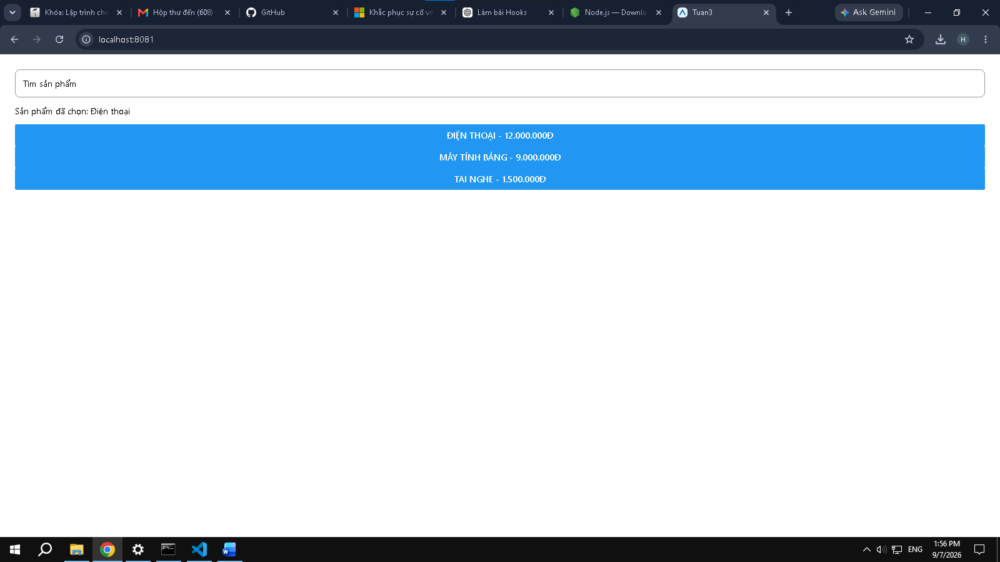 Khóa: Lập trình cho
Hộp thư đến (608)
GitHub
Khắc phục sự cố vớ
Làm bài Hooks
Node.js — Downlo
Tuan3
Ask Gemini
localhost:8081
H
Tìm sản phẩm
Sản phẩm đã chọn: Điện thoại
ĐIỆN THOẠI - 12.000.000Đ
MÁY TÍNH BẢNG - 9.000.000Đ
TAI NGHE - 1.500.000Đ
ENG
1:56 PM
9/7/2026